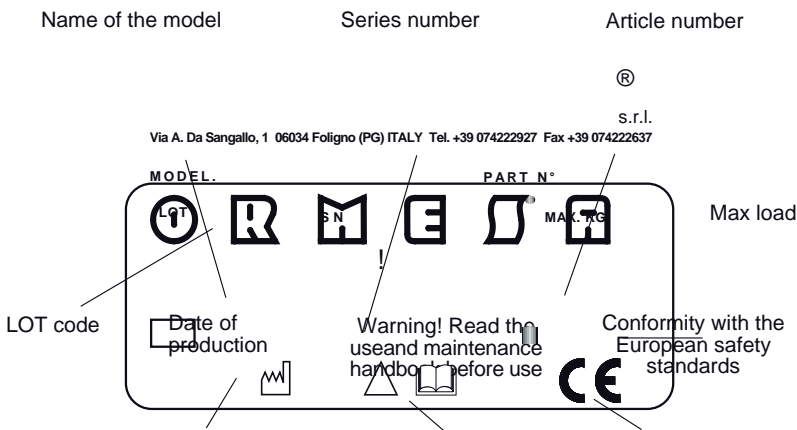 Name of the model Series number Article number
®
s.r.l.
Via A. Da Sangallo, 1 06034 Foligno (PG) ITALY Tel. +39 074222927 Fax +39 074222637
MODEL. PART N°
ORMESA
LOT SN MAX. KG Max load
!
LOT code
Date of
production
Warning! Read the
useand maintenance
handbook before use
Conformity with the
European safety
standards
CE